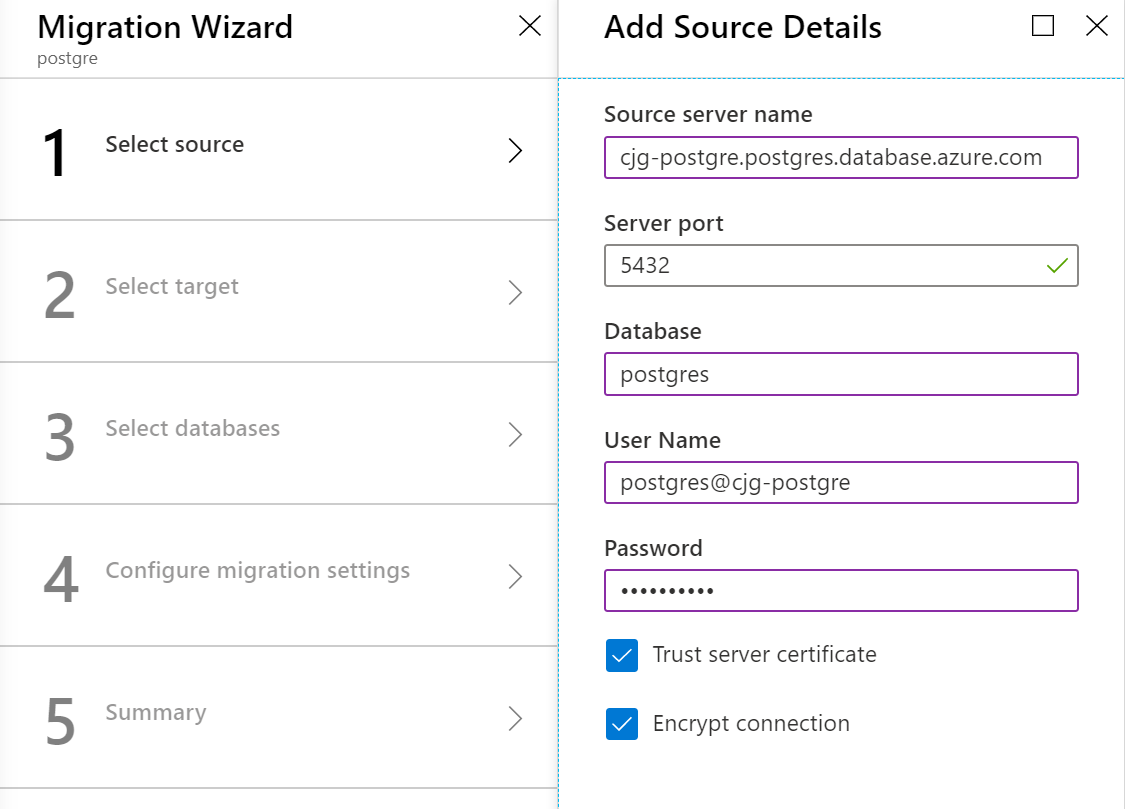 Migration Wizard
postgre
1
Select source
2
Select target
3
Select databases
4
Configure migration settings
5
Summary
Add Source Details
Source server name
cjg-postgre.postgres.database.azure.com
Server port
5432
Database
postgres
User Name
postgres@cjg-postgre
Password
••••••••••
Trust server certificate
Encrypt connection